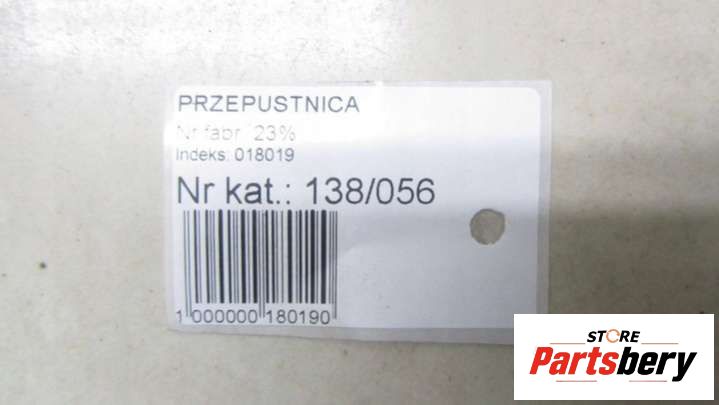 PRZEPUSTNICA
Nr fabr. 23%
Indeks: 018019
Nr kat.: 138/056
1 000000 180190
STORE
Partsbery